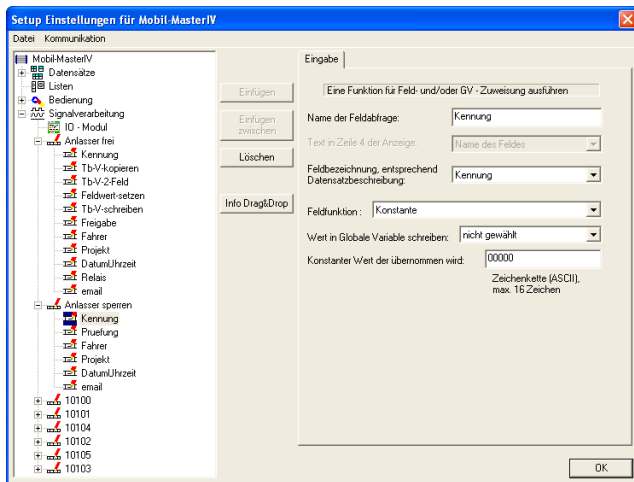 Setup Einstellungen für Mobil-MasterIV
Datei Kommunikation
Mobil-MasterIV
Datensätze
Listen
Bedienung
Signalverarbeitung
IO - Modul
Anlasser frei
Kennung
Tb-V-kopieren
Tb-V-2-Feld
Feldwert-setzen
Tb-V-schreiben
Freigabe
Fahrer
Projekt
DatumUhrzeit
Relais
email
Anlasser sperren
Kennung
Pruefung
Fahrer
Projekt
DatumUhrzeit
email
10100
10101
10104
10102
10105
10103
Einfügen
Einfügen
zwischen
Löschen
Info Drag&Drop
Eingabe
Eine Funktion für Feld- und/oder GV - Zuweisung ausführen
Name der Feldabfrage: Kennung
Text in Zeile 4 der Anzeige: Name des Feldes
Feldbezeichnung, entsprechend
Datensatzbeschreibung: Kennung
Feldfunktion : Konstante
Wert in Globale Variable schreiben: nicht gewählt
Konstanter Wert der übernommen wird: 00000
Zeichenkette (ASCII),
max. 16 Zeichen
OK